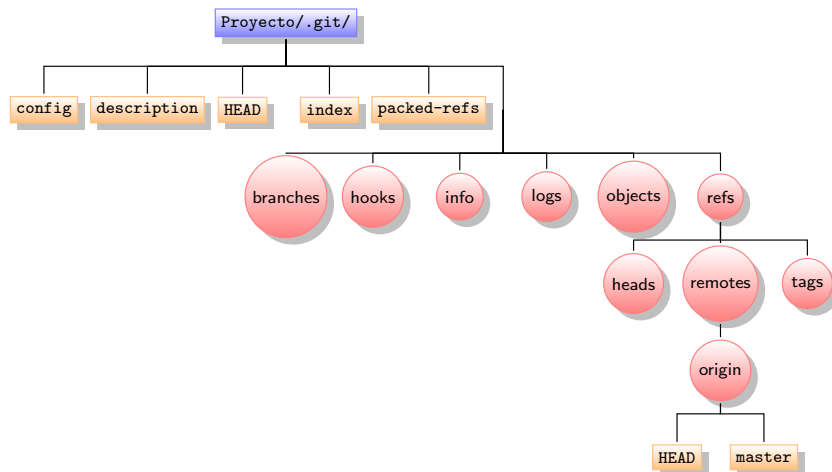 Proyecto/.git/
config
description
HEAD
index
packed-refs
branches
hooks
info
logs
objects
refs
heads
remotes
tags
origin
HEAD
master